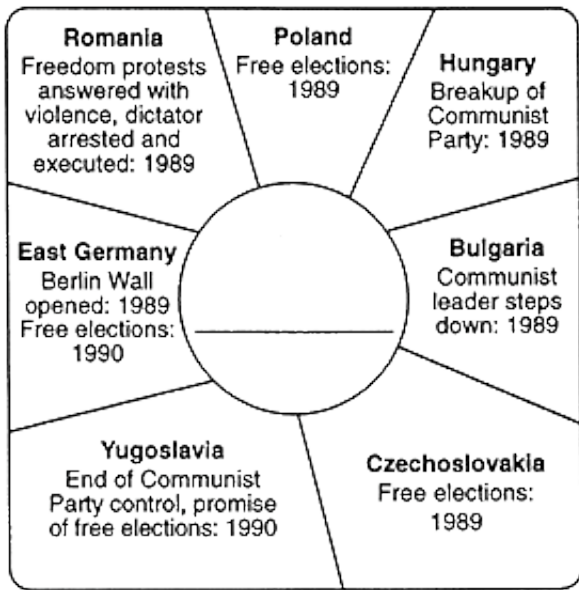 Romania
Freedom protests
answered with
violence, dictator
arrested and
executed: 1989
Poland
Free elections:
1989
Hungary
Breakup of
Communist
Party: 1989
East Germany
Berlin Wall
opened: 1989
Free elections:
1990
Bulgaria
Communist
leader steps
down: 1989
Yugoslavia
End of Communist
Party control, promise
of free elections: 1990
Czechoslovakia
Free elections:
1989